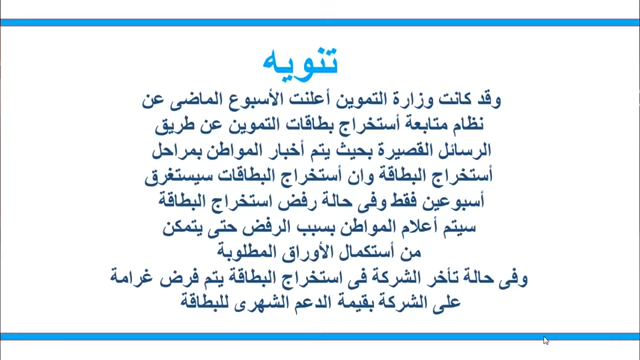 تنويه
وقد كانت وزارة التموين أعلنت الأسبوع الماضى عن
نظام متابعة أستخراج بطاقات التموين عن طريق
الرسائل القصيرة بحيث يتم أخبار المواطن بمراحل
أستخراج البطاقة وان أستخراج البطاقات سيستغرق
أسبوعين فقط وفى حالة رفض استخراج البطاقة
سيتم أعلام المواطن بسبب الرفض حتى يتمكن
من أستكمال الأوراق المطلوبة
وفى حالة تأخر الشركة فى استخراج البطاقة يتم فرض غرامة
على الشركة بقيمة الدعم الشهرى للبطاقة